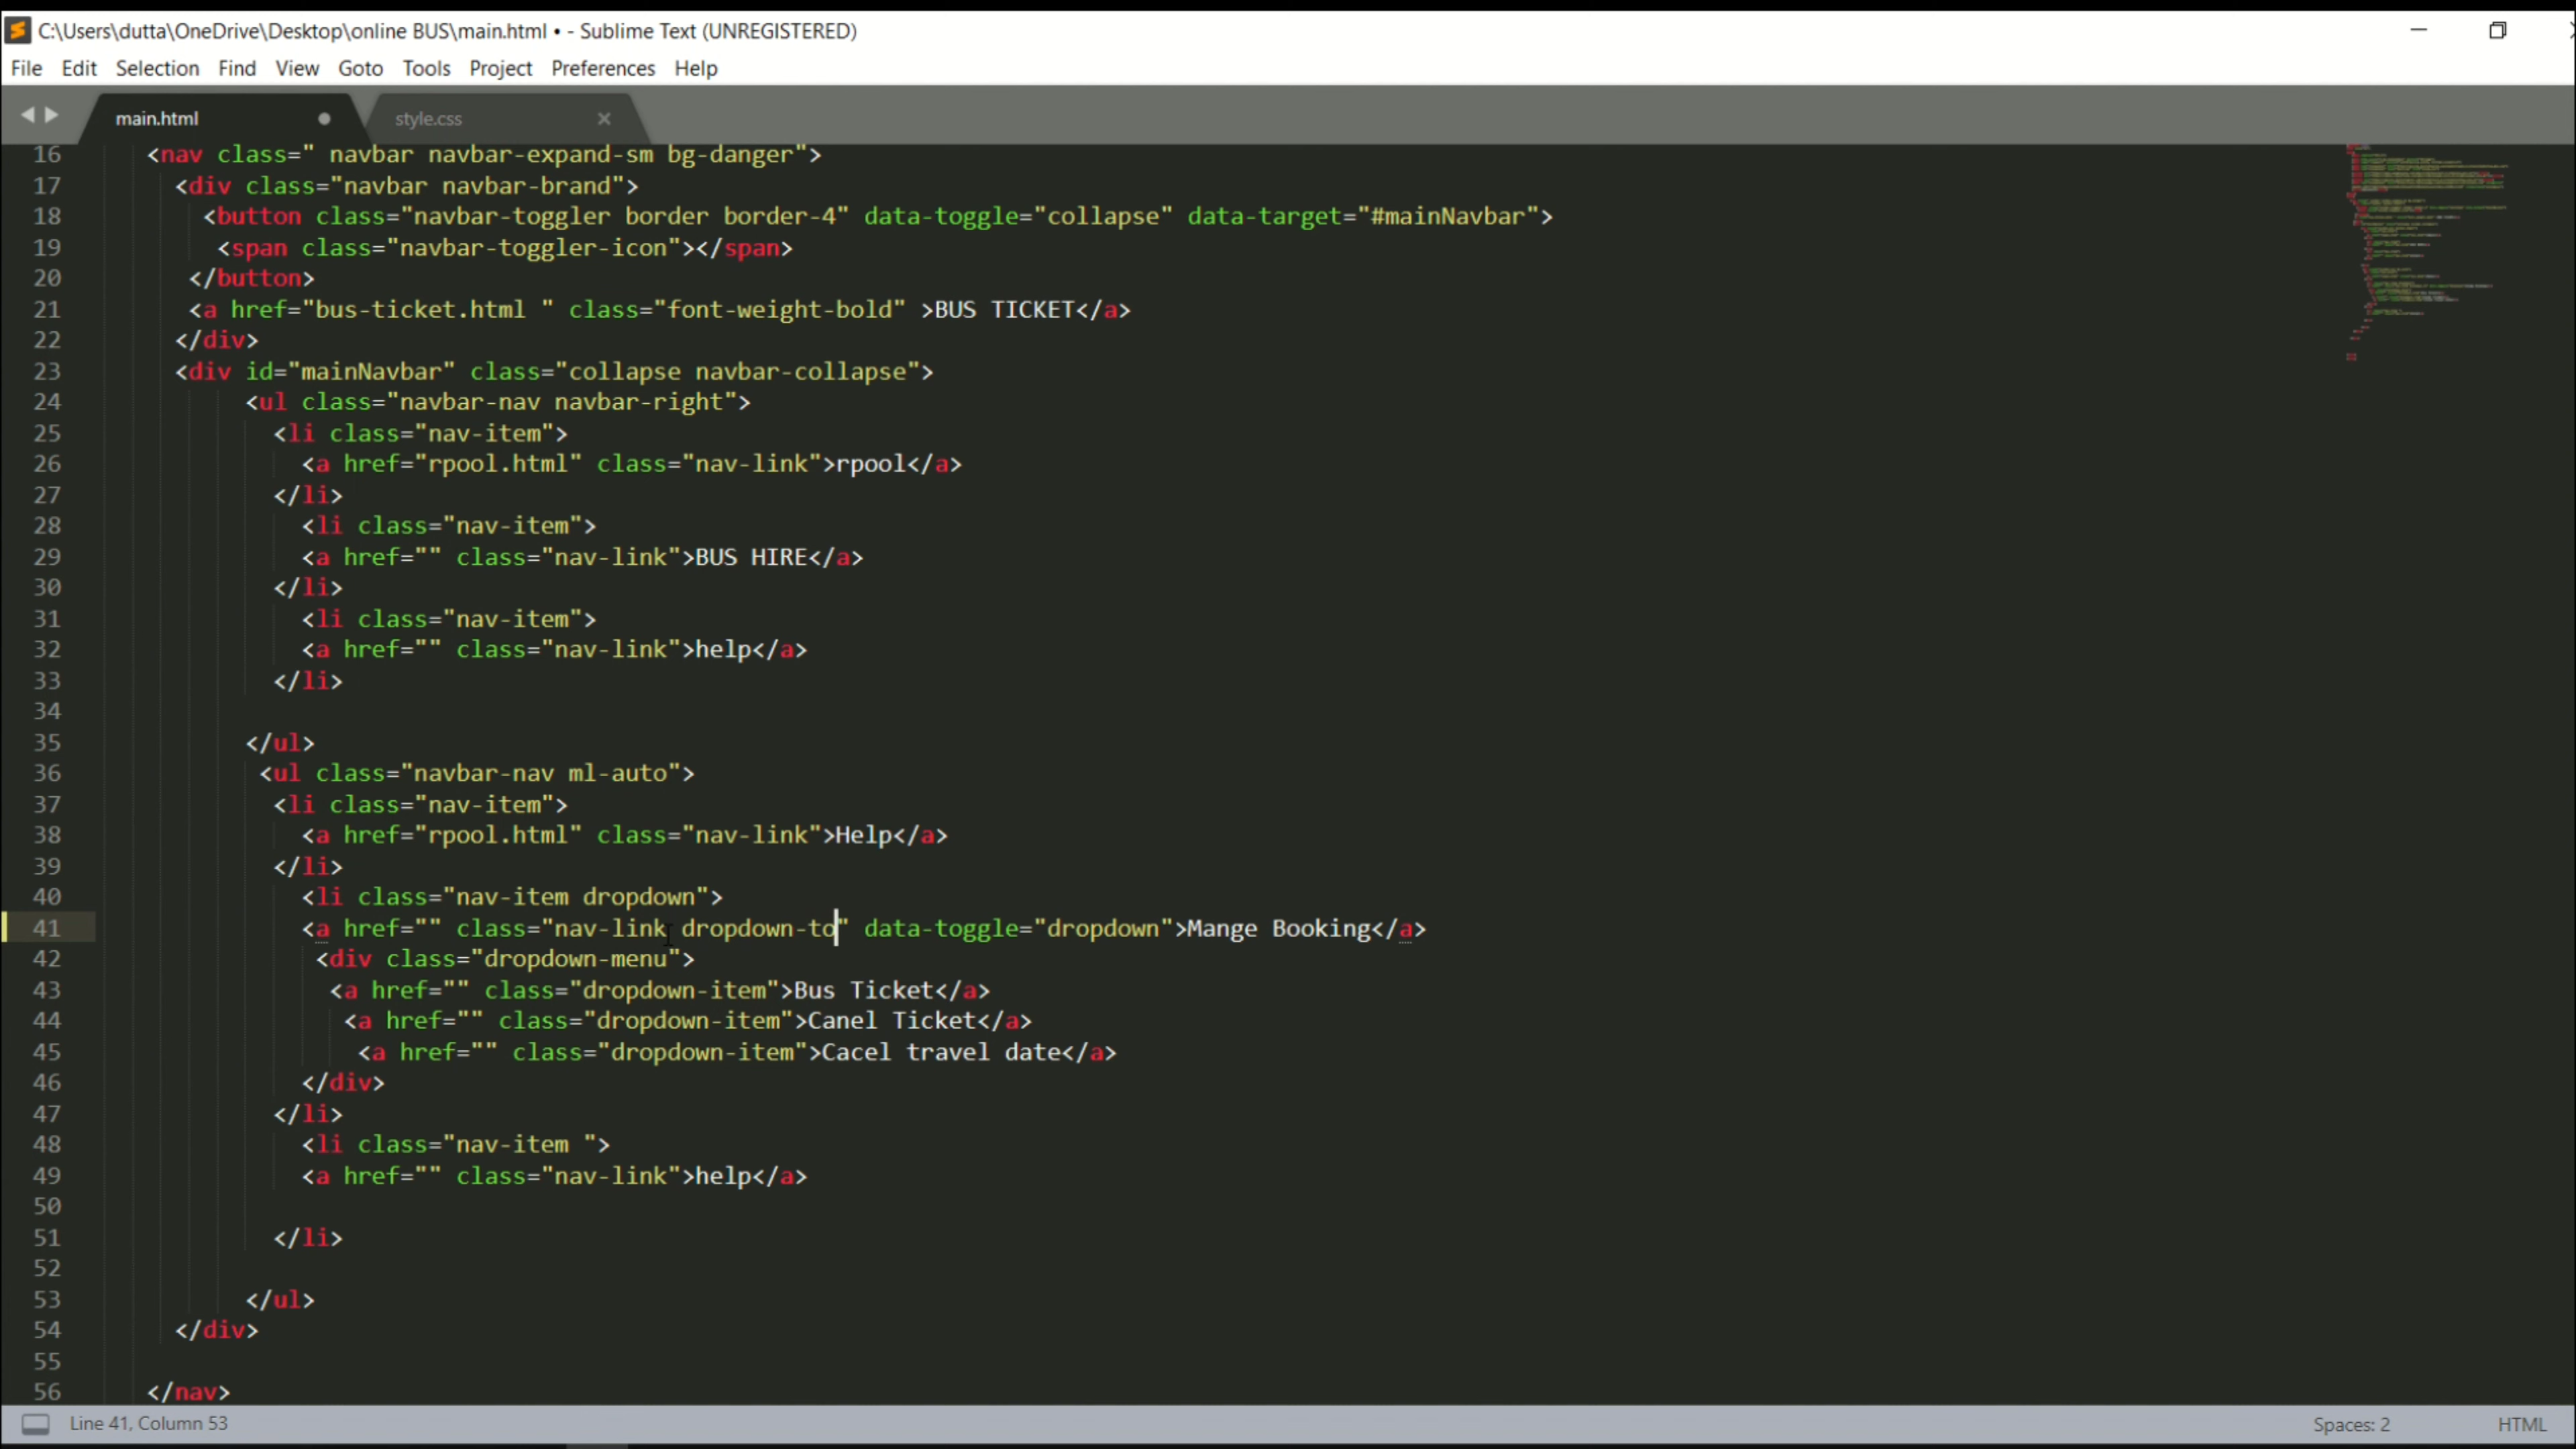 C:\Users\dutta\OneDrive\Desktop\online BUS\main.html • - Sublime Text (UNREGISTERED)
File Edit Selection Find View Goto Tools Project Preferences Help
main.html style.css
16 <nav class=" navbar navbar-expand-sm bg-danger">
17 <div class="navbar navbar-brand">
18 <button class="navbar-toggler border border-4" data-toggle="collapse" data-target="#mainNavbar">
19 <span class="navbar-toggler-icon"></span>
20 </button>
21 <a href="bus-ticket.html " class="font-weight-bold" >BUS TICKET</a>
22 </div>
23 <div id="mainNavbar" class="collapse navbar-collapse">
24 <ul class="navbar-nav navbar-right">
25 <li class="nav-item">
26 <a href="rpool.html" class="nav-link">rpool</a>
27 </li>
28 <li class="nav-item">
29 <a href="" class="nav-link">BUS HIRE</a>
30 </li>
31 <li class="nav-item">
32 <a href="" class="nav-link">help</a>
33 </li>
34
35 </ul>
36 <ul class="navbar-nav ml-auto">
37 <li class="nav-item">
38 <a href="rpool.html" class="nav-link">Help</a>
39 </li>
40 <li class="nav-item dropdown">
41 <a href="" class="nav-link dropdown-to" data-toggle="dropdown">Mange Booking</a>
42 <div class="dropdown-menu">
43 <a href="" class="dropdown-item">Bus Ticket</a>
44 <a href="" class="dropdown-item">Canel Ticket</a>
45 <a href="" class="dropdown-item">Cacel travel date</a>
46 </div>
47 </li>
48 <li class="nav-item ">
49 <a href="" class="nav-link">help</a>
50
51 </li>
52
53 </ul>
54 </div>
55
56 </nav>
Line 41, Column 53 Spaces: 2 HTML